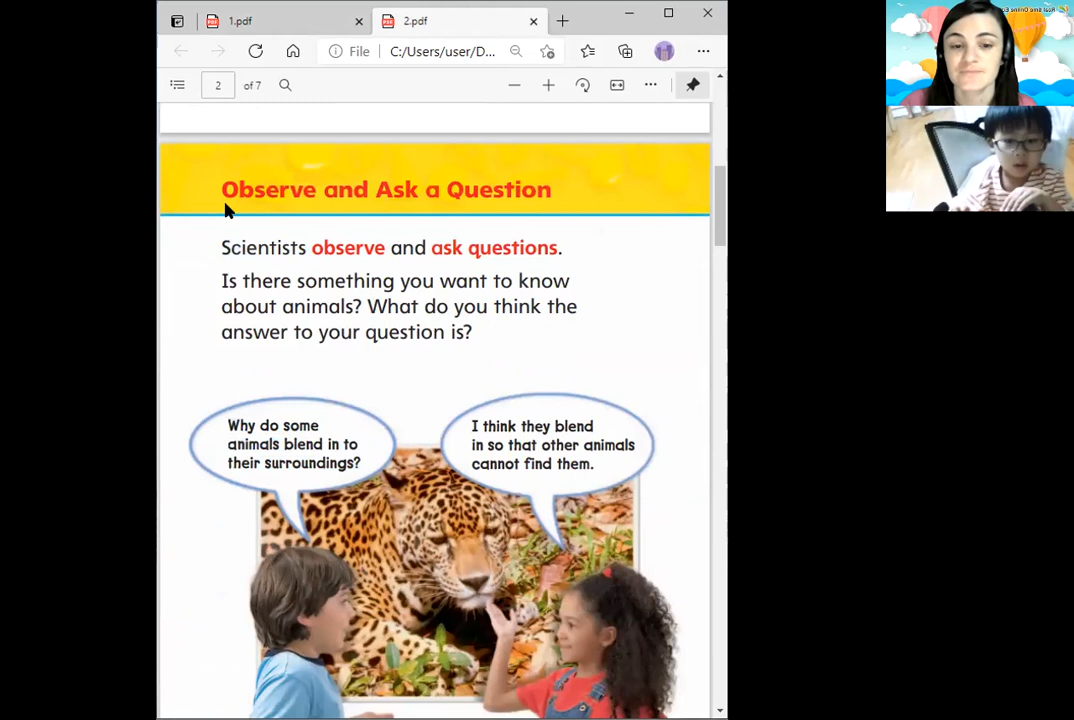 1.pdf
2.pdf
File
C:/Users/user/D...
2 of 7
Observe and Ask a Question
Scientists observe and ask questions.
Is there something you want to know
about animals? What do you think the
answer to your question is?
Why do some
animals blend in to
their surroundings?
I think they blend
in so that other animals
cannot find them.